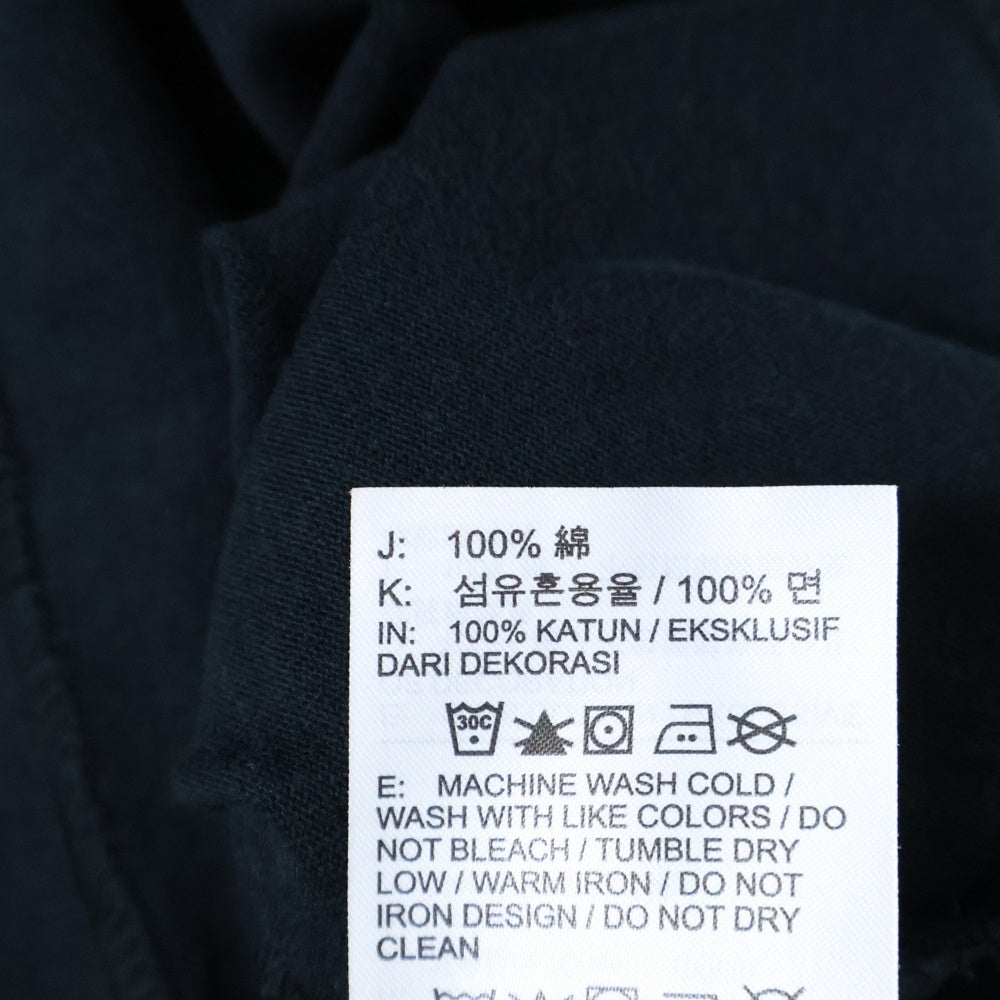 J: 100% 綿
K: 섬유혼용율 / 100% 면
IN: 100% KATUN / EKSKLUSIF
DARI DEKORASI
30C
E: MACHINE WASH COLD /
WASH WITH LIKE COLORS / DO
NOT BLEACH / TUMBLE DRY
LOW / WARM IRON / DO NOT
IRON DESIGN / DO NOT DRY
CLEAN